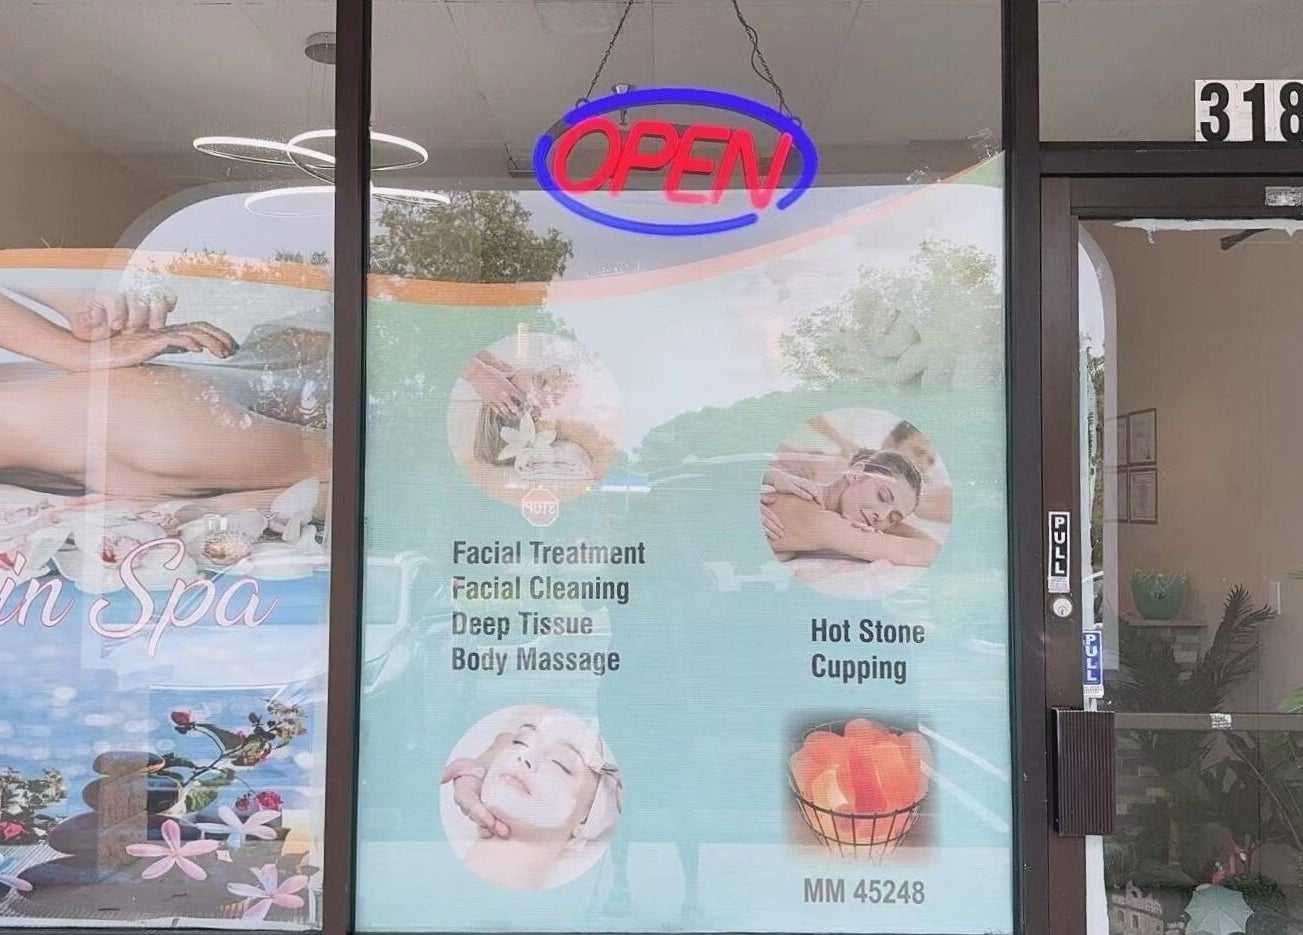 OPEN
318
in Spa
STOP
Facial Treatment
Facial Cleaning
Deep Tissue
Body Massage
Hot Stone
Cupping
MM 45248
PULL
PULL